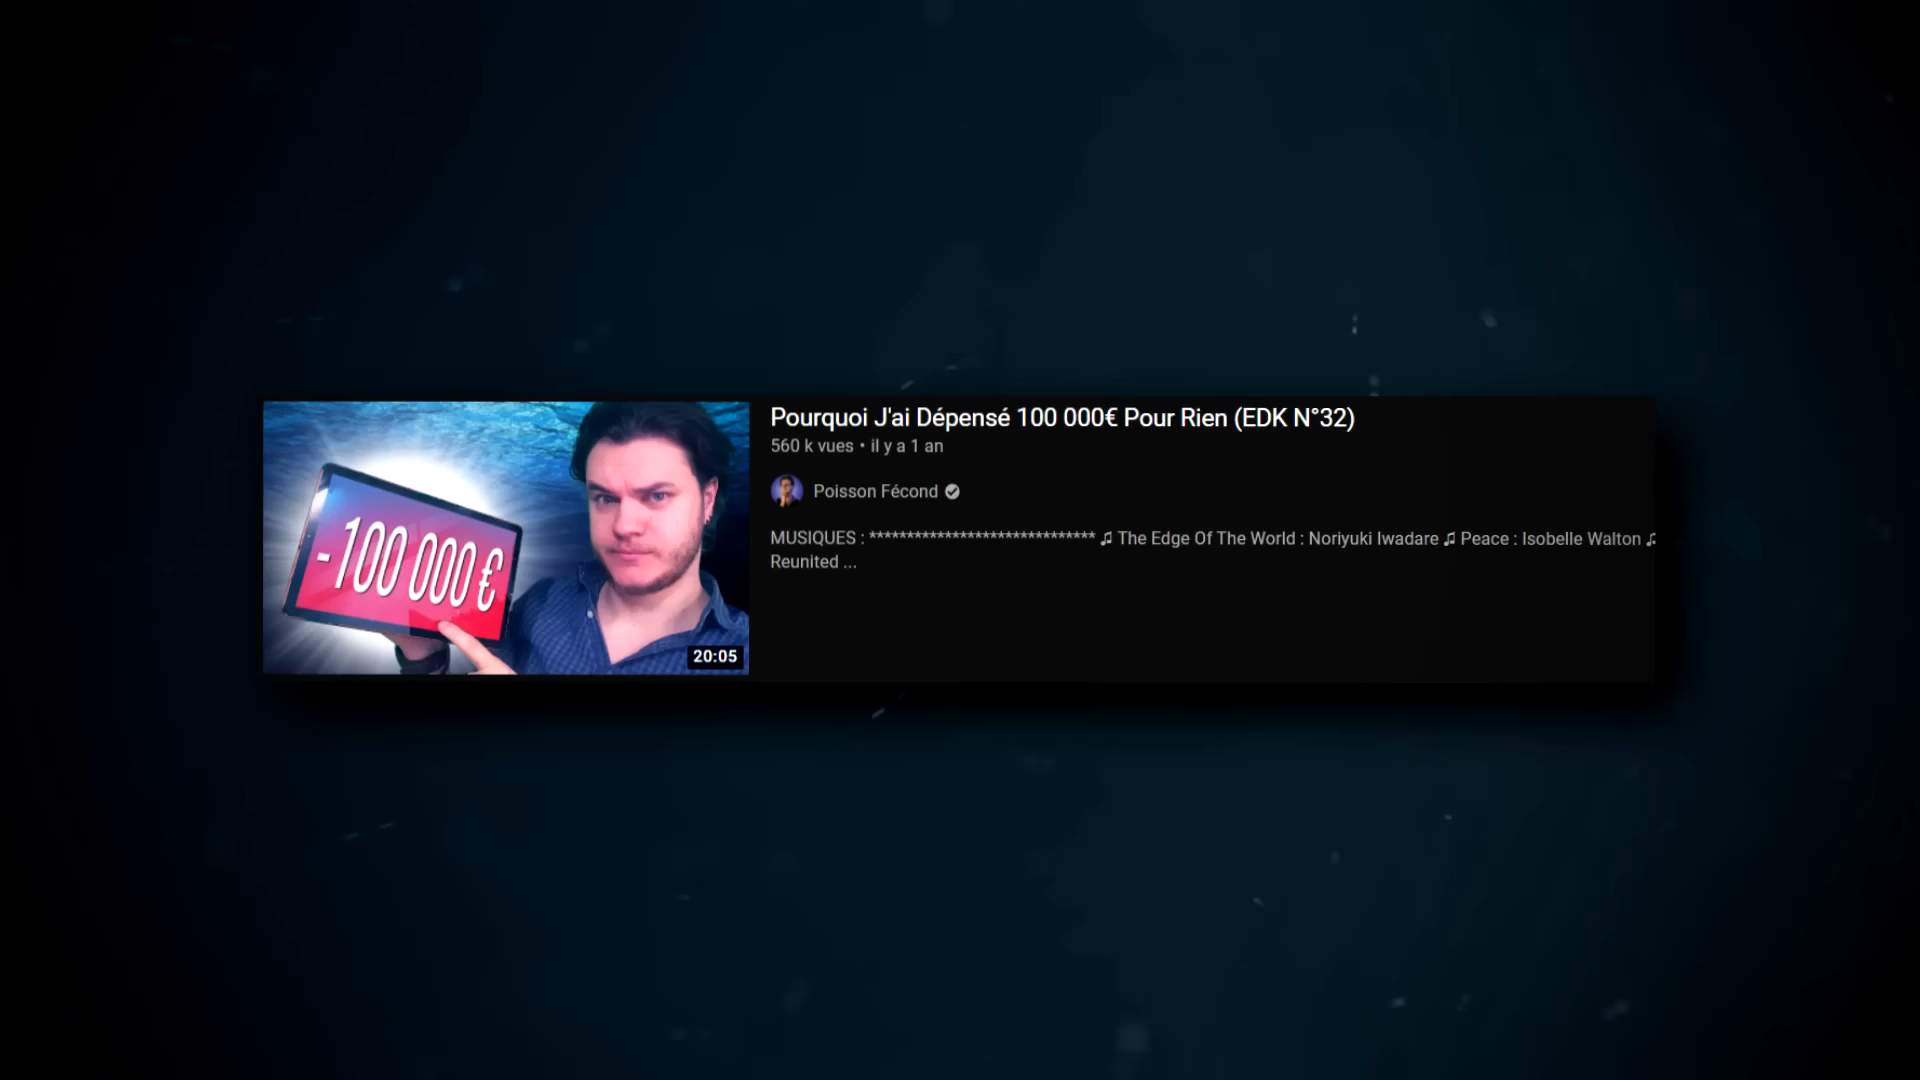 -100 000 €
20:05
Pourquoi J'ai Dépensé 100 000€ Pour Rien (EDK N°32)
560 k vues • il y a 1 an
Poisson Fécond
MUSIQUES : ****************************** ♫ The Edge Of The World : Noriyuki Iwadare ♫ Peace : Isobelle Walton ♫
Reunited ...